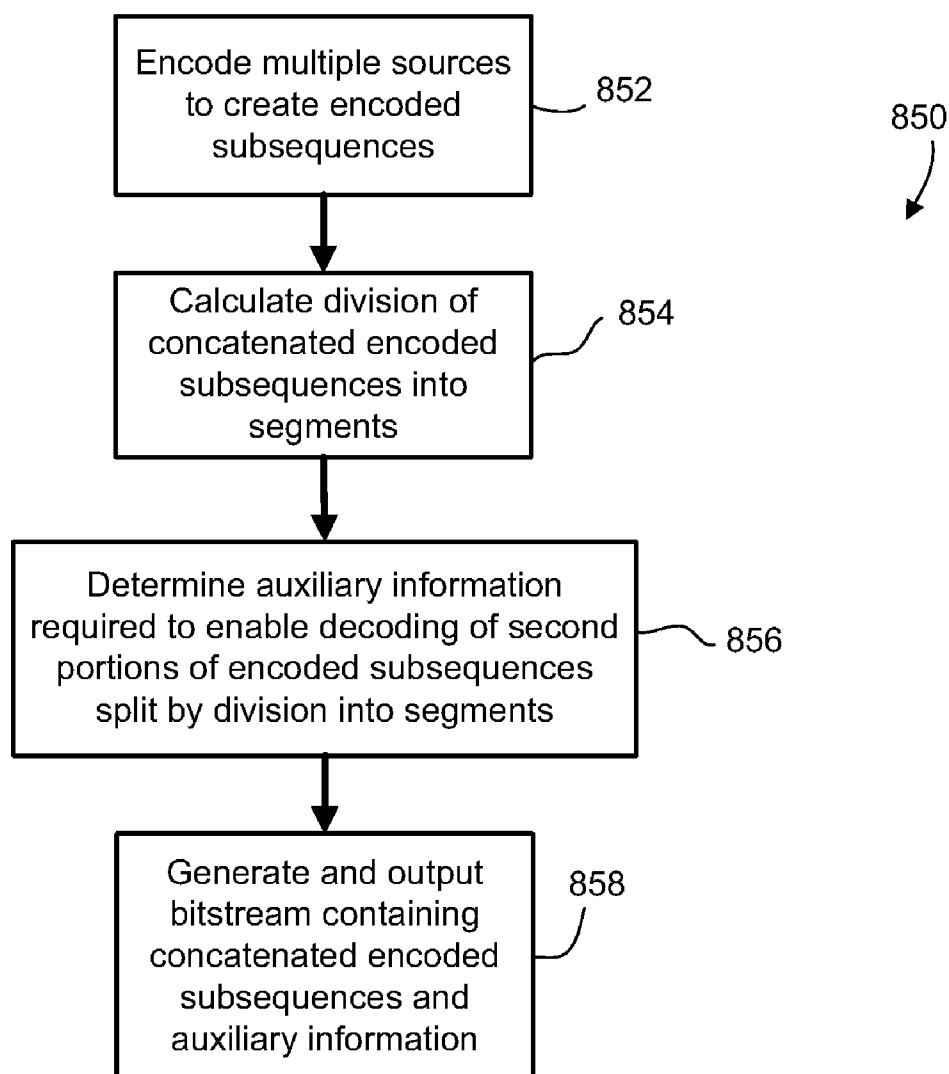 Encode multiple sources
to create encoded
subsequences
852
850
Calculate division of
concatenated encoded
subsequences into
segments
854
Determine auxiliary information
required to enable decoding of second
portions of encoded subsequences
split by division into segments
856
Generate and output
bitstream containing
concatenated encoded
subsequences and
auxiliary information
858